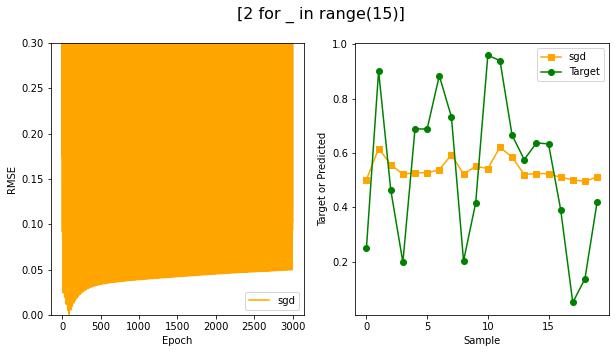 [2 for _ in range(15)]
0.30
0.25
0.20
0.15
0.10
0.05
0.00
RMSE
0 500 1000 1500 2000 2500 3000
Epoch
sgd
1.0
0.8
0.6
0.4
0.2
Target or Predicted
0 5 10 15
Sample
sgd
Target